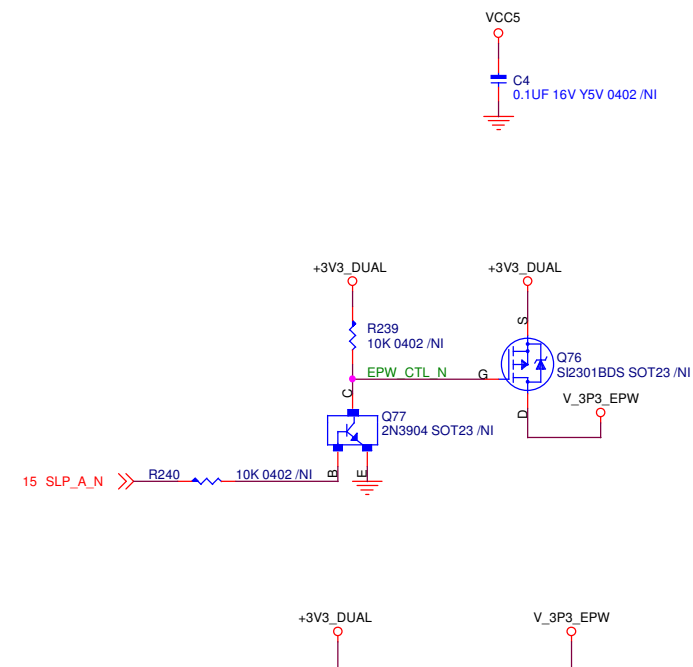 VCC5
C4
0.1UF 16V Y5V 0402 /NI
+3V3_DUAL
+3V3_DUAL
S
R239
10K 0402 /NI
Q76
SI2301BDS SOT23 /NI
EPW_CTL_N
G
C
D
V_3P3_EPW
Q77
2N3904 SOT23 /NI
15 SLP_A_N
R240
10K 0402 /NI
B
E
+3V3_DUAL
V_3P3_EPW